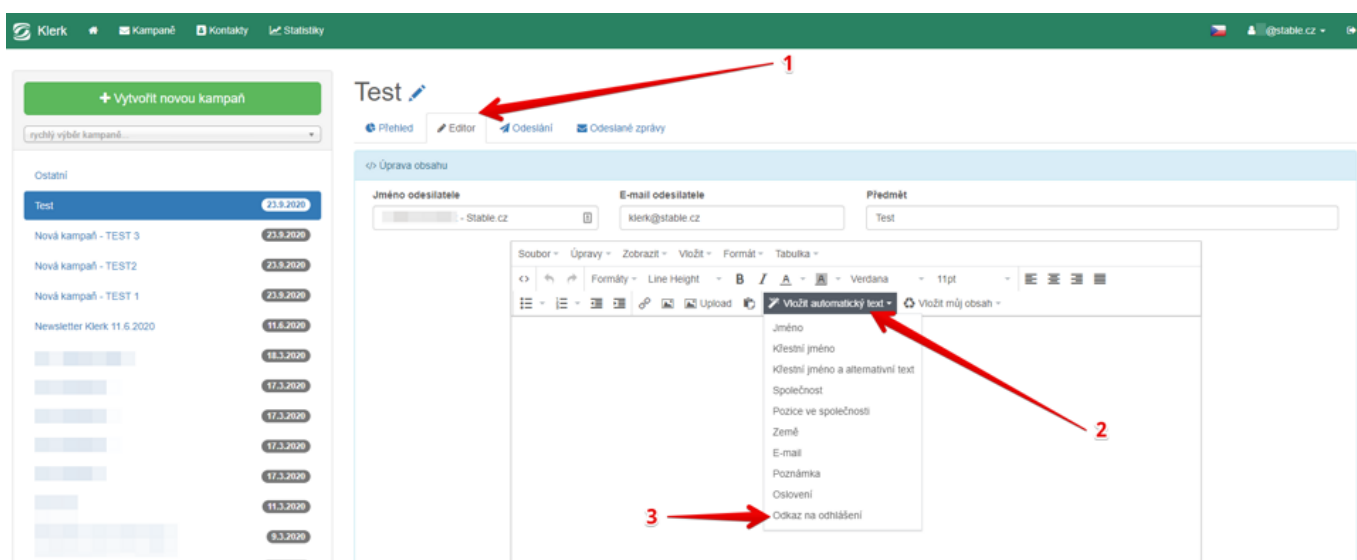 Klerk Kampaně Kontakty Statistiky @stable.cz
1
+ Vytvořit novou kampaň
rychlý výběr kampaně...
Ostatní
Test 23.9.2020
Nová kampaň - TEST 3 23.9.2020
Nová kampaň - TEST2 23.9.2020
Nová kampaň - TEST 1 23.9.2020
Newsletter Klerk 11.6.2020 11.6.2020
18.3.2020
17.3.2020
17.3.2020
17.3.2020
17.3.2020
11.3.2020
9.3.2020
Test
Přehled Editor Odeslání Odeslané zprávy
</> Úprava obsahu
Jméno odesilatele E-mail odesilatele Předmět
- Stable.cz klerk@stable.cz Test
Soubor Úpravy Zobrazit Vložit Formát Tabulka
<> Formáty Line Height B I A A Verdana 11pt
Upload Vložit automatický text Vložit můj obsah
Jméno
Křestní jméno
Křestní jméno a alternativní text
Společnost
Pozice ve společnosti
Země
E-mail
Poznámka
Oslovení
Odkaz na odhlášení
2
3